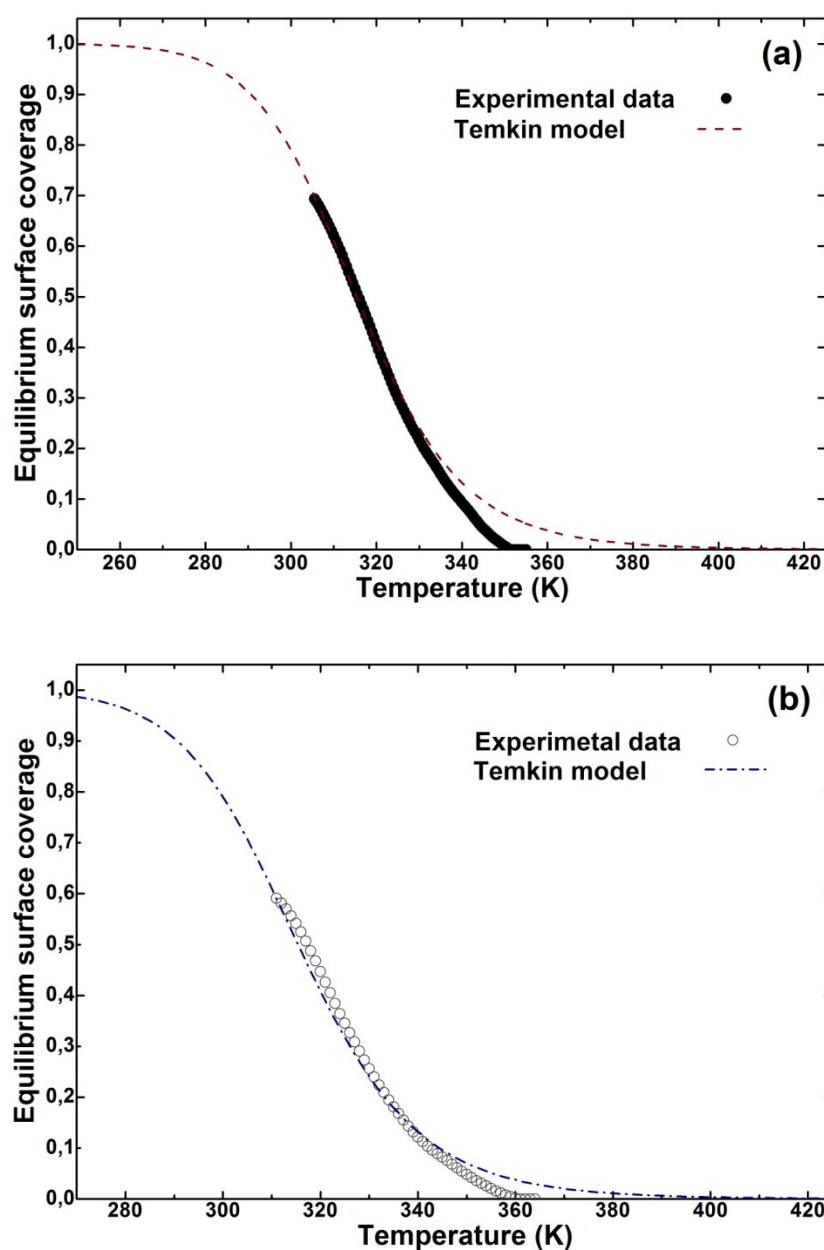 (a)
Experimental data
Temkin model
Equilibrium surface coverage
1,0
0,9
0,8
0,7
0,6
0,5
0,4
0,3
0,2
0,1
0,0
260 280 300 320 340 360 380 400 420
Temperature (K)
(b)
Experimetal data
Temkin model
Equilibrium surface coverage
1,0
0,9
0,8
0,7
0,6
0,5
0,4
0,3
0,2
0,1
0,0
280 300 320 340 360 380 400 420
Temperature (K)